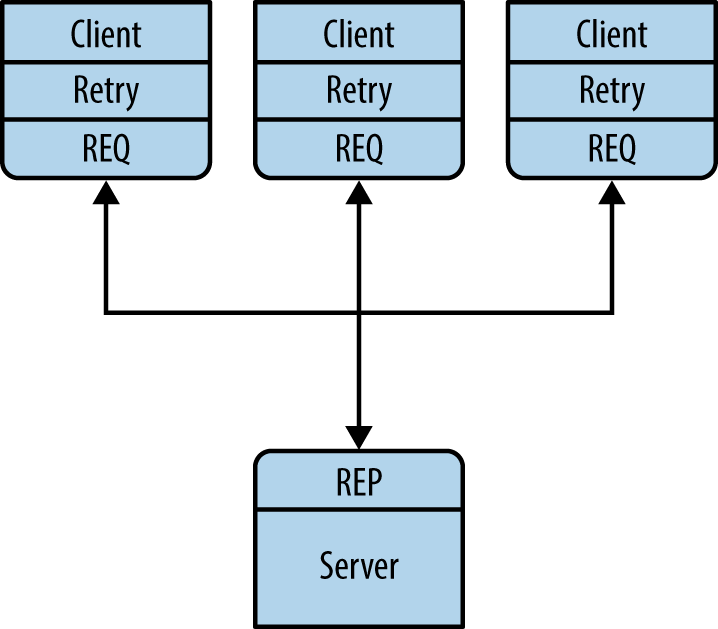 Client
Retry
REQ
Client
Retry
REQ
Client
Retry
REQ
REP
Server